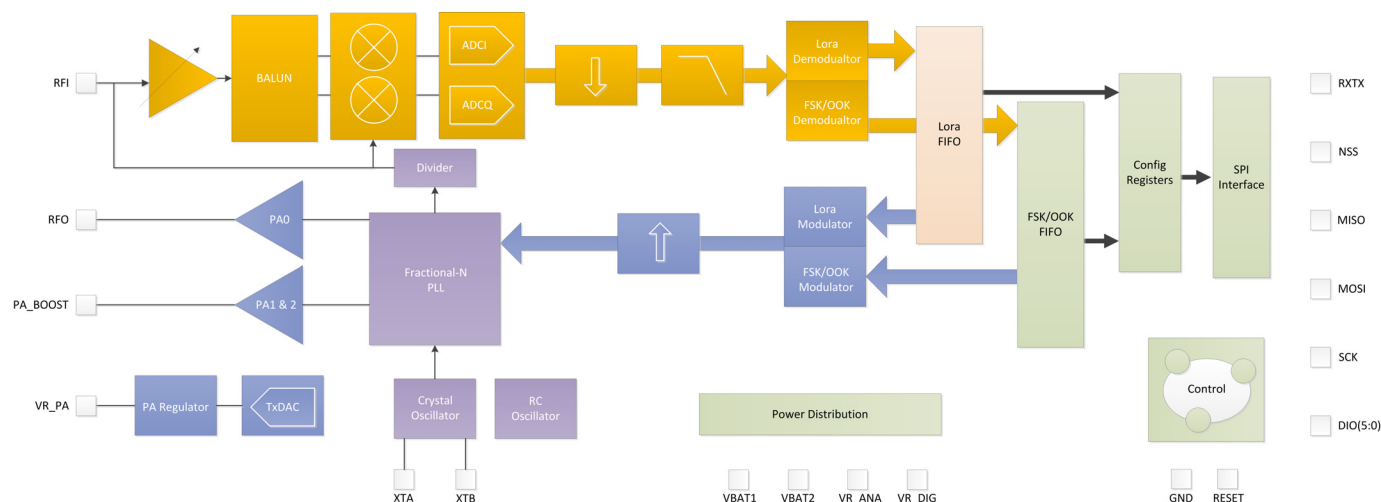 RFI
BALUN
ADCI
ADCQ
Lora
Demodualtor
FSK/OOK
Demodualtor
Lora
FIFO
Config
Registers
SPI
Interface
RXTX
NSS
Divider
RFO
PA0
Fractional-N
PLL
Lora
Modulator
FSK/OOK
Modulator
FSK/OOK
FIFO
MISO
PA_BOOST
PA1 & 2
MOSI
VR_PA
PA Regulator
TxDAC
Crystal
Oscillator
RC
Oscillator
Power Distribution
Control
SCK
DIO(5:0)
XTA
XTB
VBAT1
VBAT2
VR_ANA
VR_DIG
GND
RESET